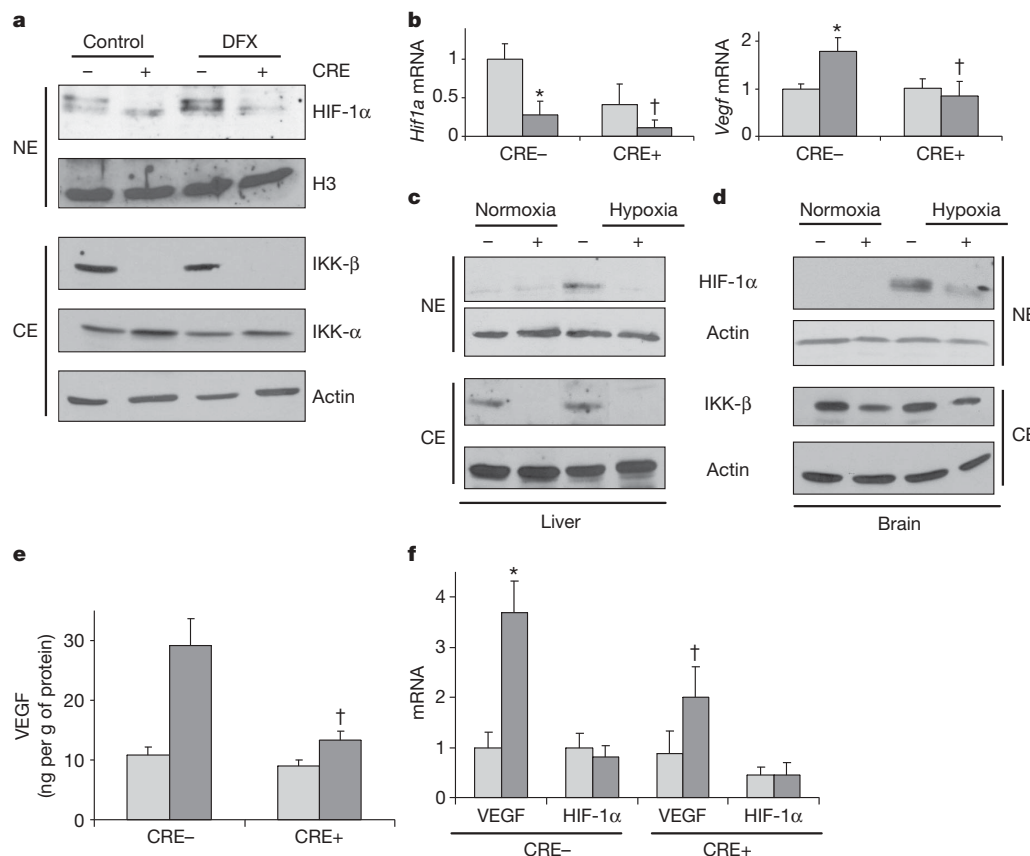 a
Control DFX
– + – + CRE
NE
HIF-1α
H3
CE
IKK-β
IKK-α
Actin
b
Hif1a mRNA
1
0.5
0
*
†
CRE– CRE+
Vegf mRNA
2
1
0
*
†
CRE– CRE+
c
Normoxia Hypoxia
– + – +
NE
CE
Liver
d
Normoxia Hypoxia
– + – +
HIF-1α
Actin
NE
IKK-β
Actin
CE
Brain
e
VEGF
(ng per g of protein)
30
20
10
0
†
CRE– CRE+
f
mRNA
4
3
2
1
0
*
†
VEGF HIF-1α VEGF HIF-1α
CRE– CRE+